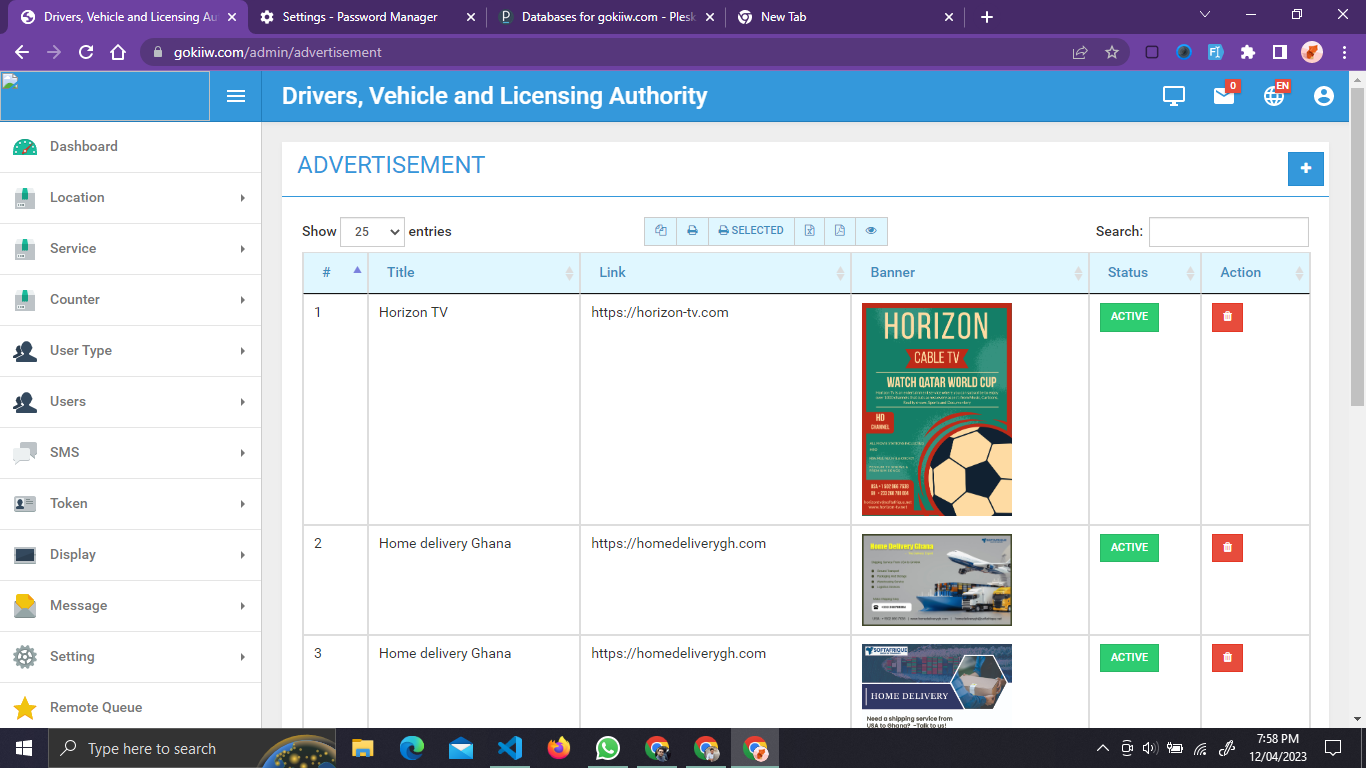 Drivers, Vehicle and Licensing Au
Settings - Password Manager
Databases for gokiiw.com - Plesk
New Tab
gokiiw.com/admin/advertisement
Drivers, Vehicle and Licensing Authority
0
EN
Dashboard
Location
Service
Counter
User Type
Users
SMS
Token
Display
Message
Setting
Remote Queue
ADVERTISEMENT
Show 25 entries
SELECTED
Search:
# Title Link Banner Status Action
1 Horizon TV https://horizon-tv.com ACTIVE
HORIZON
CABLE TV
WATCH QATAR WORLD CUP
HD
CHANNEL
2 Home delivery Ghana https://homedeliverygh.com ACTIVE
Home Delivery Ghana
3 Home delivery Ghana https://homedeliverygh.com ACTIVE
SOFTAFRIQUE
HOME DELIVERY
Need a shipping service from
USA to Ghana? -Talk to us!
Type here to search
7:58 PM
12/04/2023